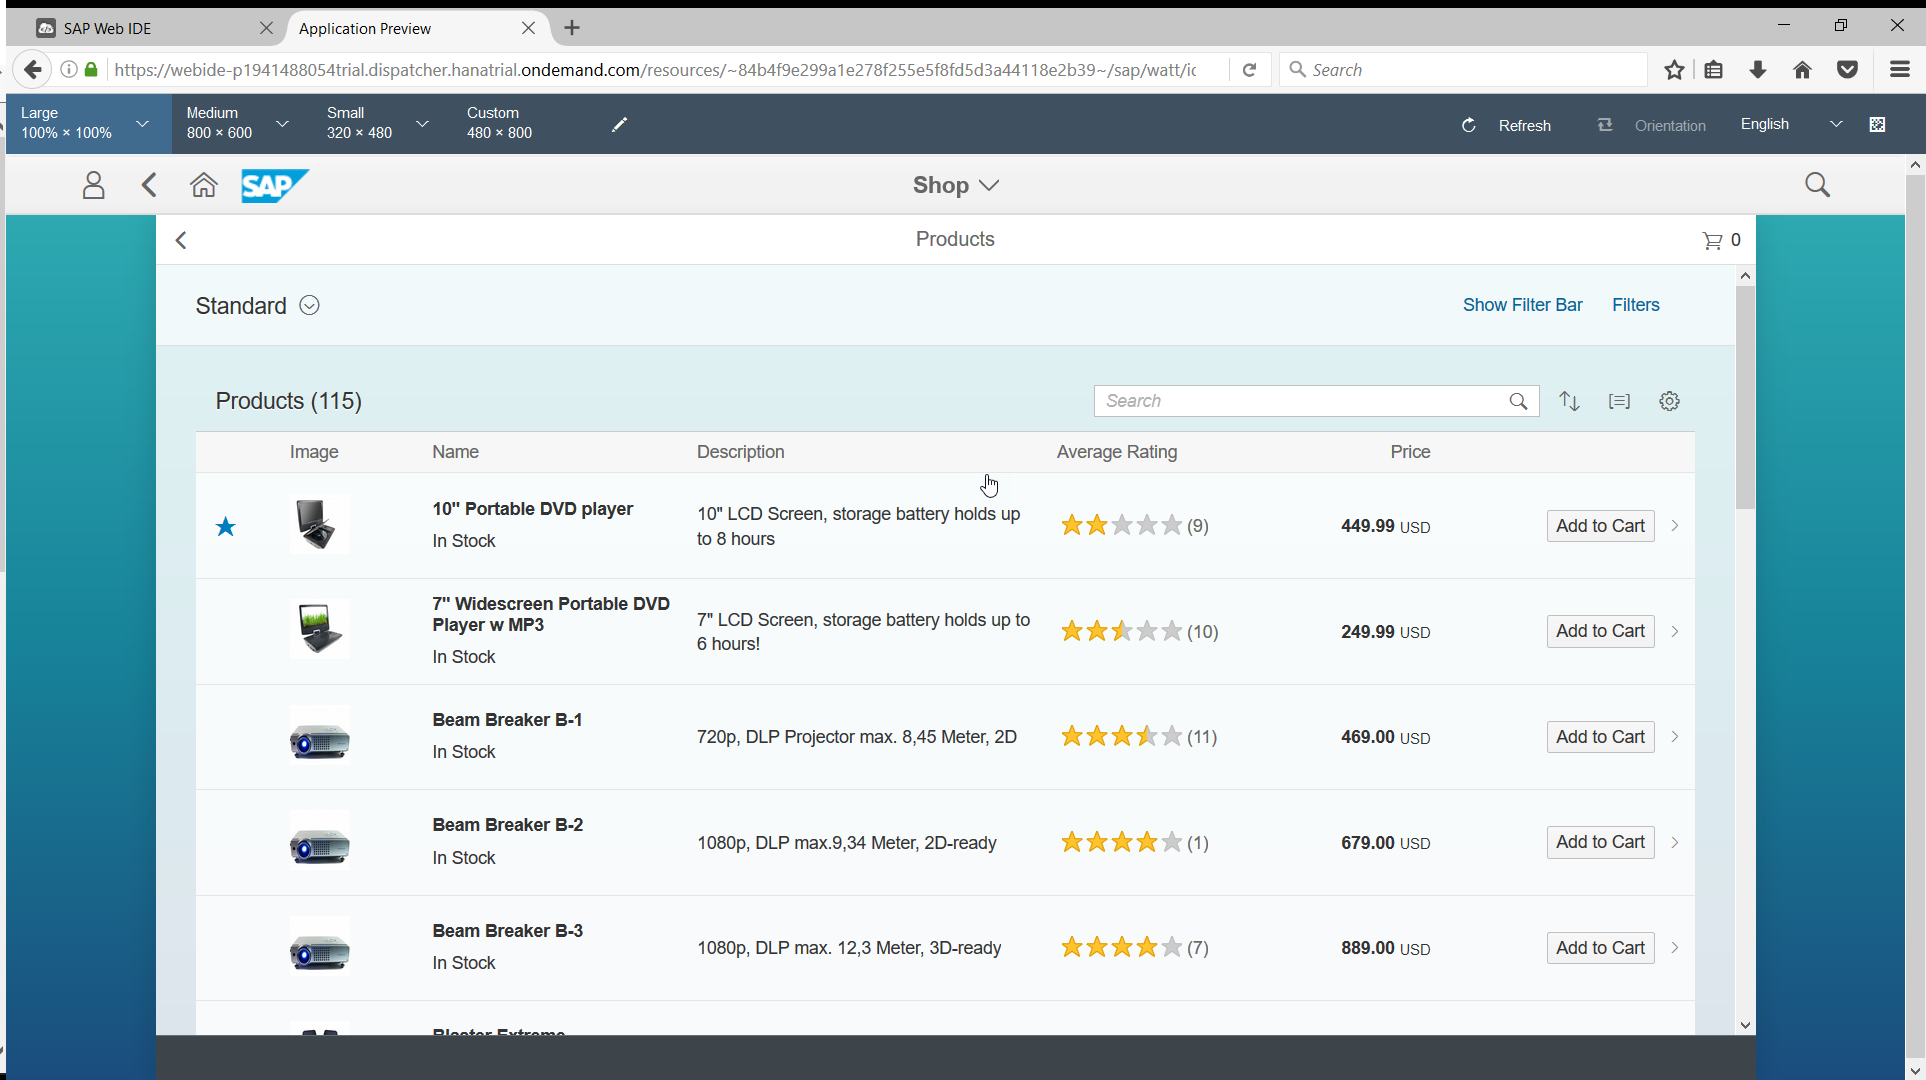 SAP Web IDE
Application Preview
https://webide-p1941488054trial.dispatcher.hanatrial.ondemand.com/resources/~84b4f9e299a1e278f255e5f8fd5d3a44118e2b39~/sap/watt/ic
Search
Large
100% × 100%
Medium
800 × 600
Small
320 × 480
Custom
480 × 800
Refresh
Orientation
English
SAP
Shop
Products
0
Standard
Show Filter Bar
Filters
Products (115)
Search
Image
Name
Description
Average Rating
Price
10" Portable DVD player
In Stock
10" LCD Screen, storage battery holds up
to 8 hours
(9)
449.99 USD
Add to Cart
7" Widescreen Portable DVD
Player w MP3
In Stock
7" LCD Screen, storage battery holds up to
6 hours!
(10)
249.99 USD
Add to Cart
Beam Breaker B-1
In Stock
720p, DLP Projector max. 8,45 Meter, 2D
(11)
469.00 USD
Add to Cart
Beam Breaker B-2
In Stock
1080p, DLP max.9,34 Meter, 2D-ready
(1)
679.00 USD
Add to Cart
Beam Breaker B-3
In Stock
1080p, DLP max. 12,3 Meter, 3D-ready
(7)
889.00 USD
Add to Cart
Blaster Extreme